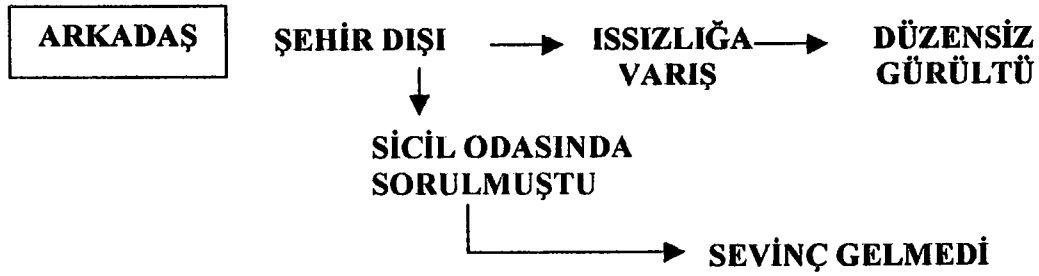 ARKADAŞ
ŞEHİR DIŞI
ISSIZLIĞA
VARIŞ
DÜZENSİZ
GÜRÜLTÜ
SİCİL ODASINDA
SORULMUŞTU
SEVİNÇ GELMEDİ